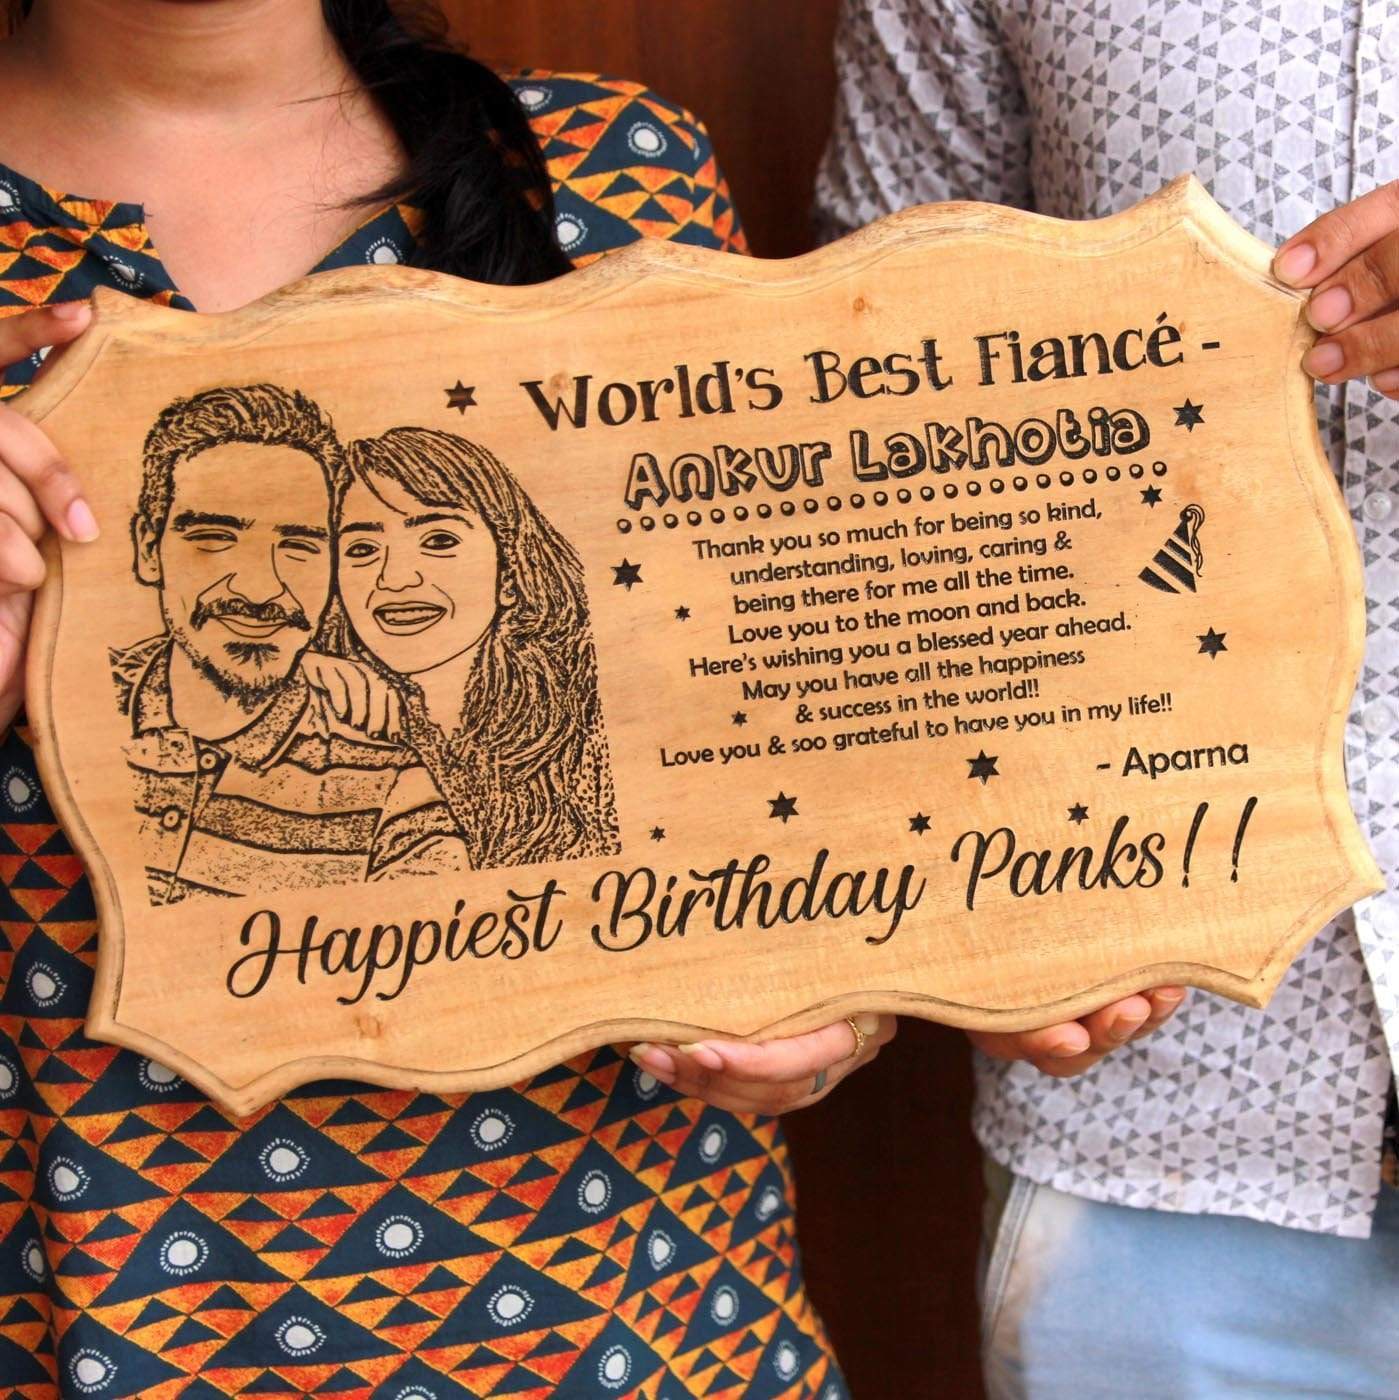 World's Best Fiancé -
Ankur Lakhotia
Thank you so much for being so kind,
understanding, loving, caring &
being there for me all the time.
Love you to the moon and back.
Here's wishing you a blessed year ahead.
May you have all the happiness
& success in the world!!
Love you & soo grateful to have you in my life!!
- Aparna
Happiest Birthday Panks!!